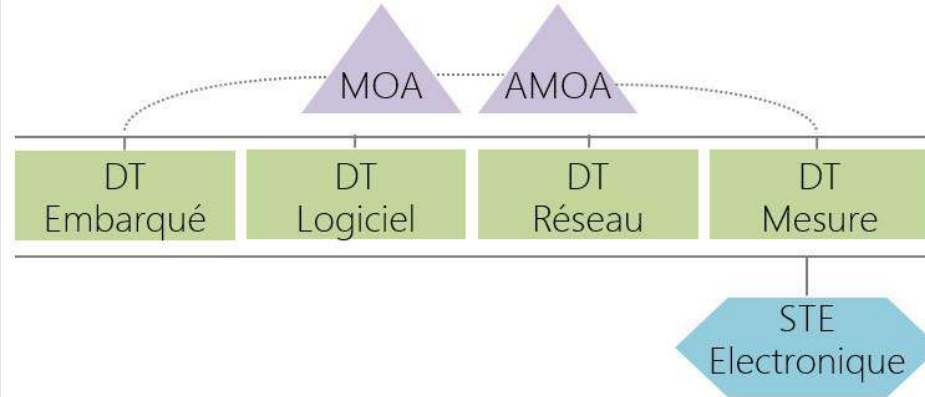 MOA
AMOA
DT
Embarqué
DT
Logiciel
DT
Réseau
DT
Mesure
STE
Electronique